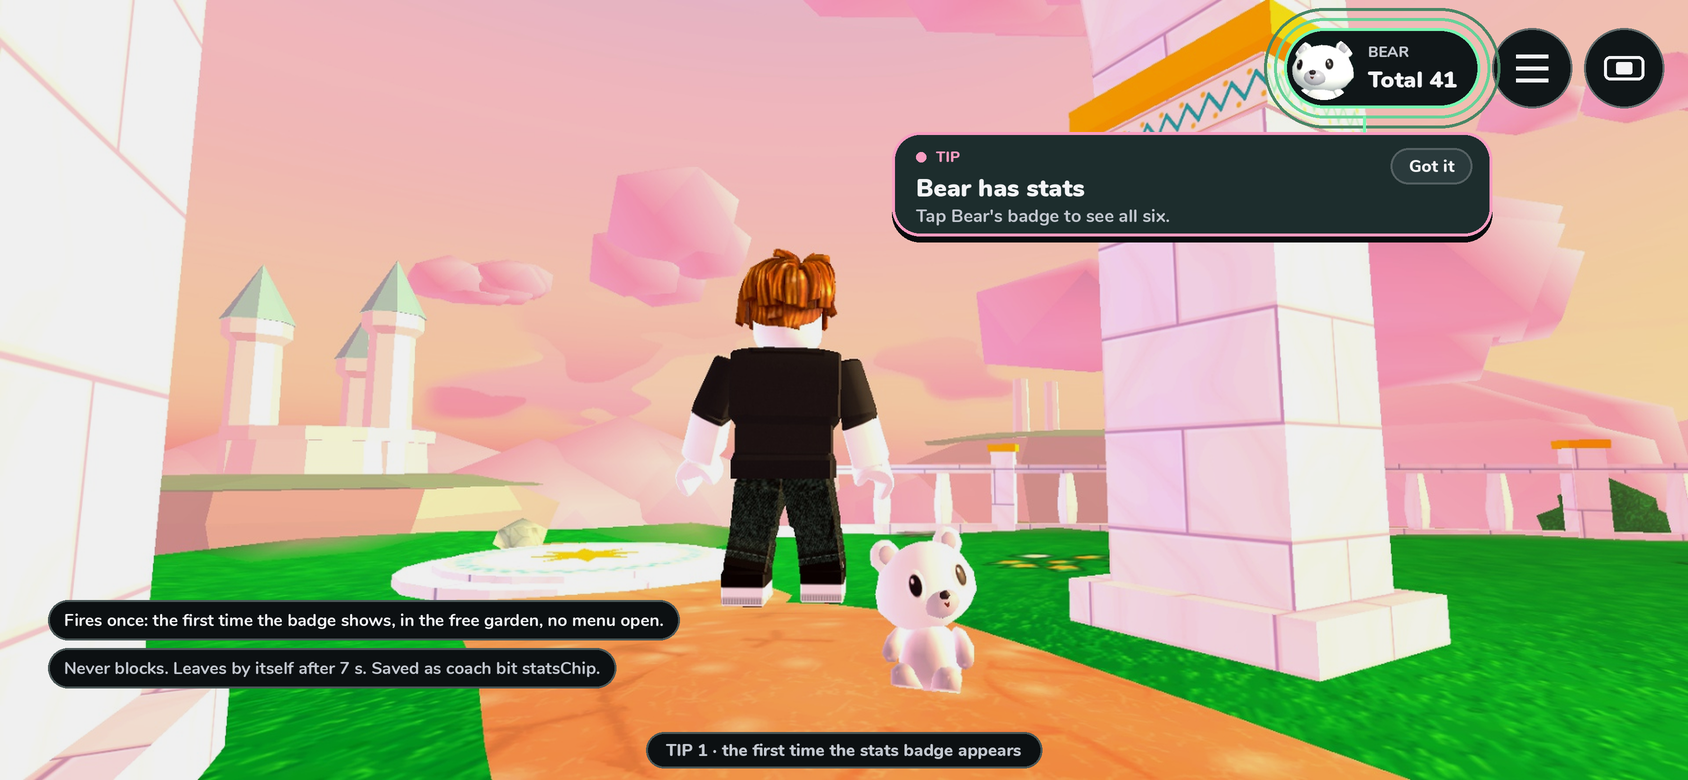 BEAR
Total 41
TIP
Got it
Bear has stats
Tap Bear's badge to see all six.
Fires once: the first time the badge shows, in the free garden, no menu open.
Never blocks. Leaves by itself after 7 s. Saved as coach bit statsChip.
TIP 1 · the first time the stats badge appears